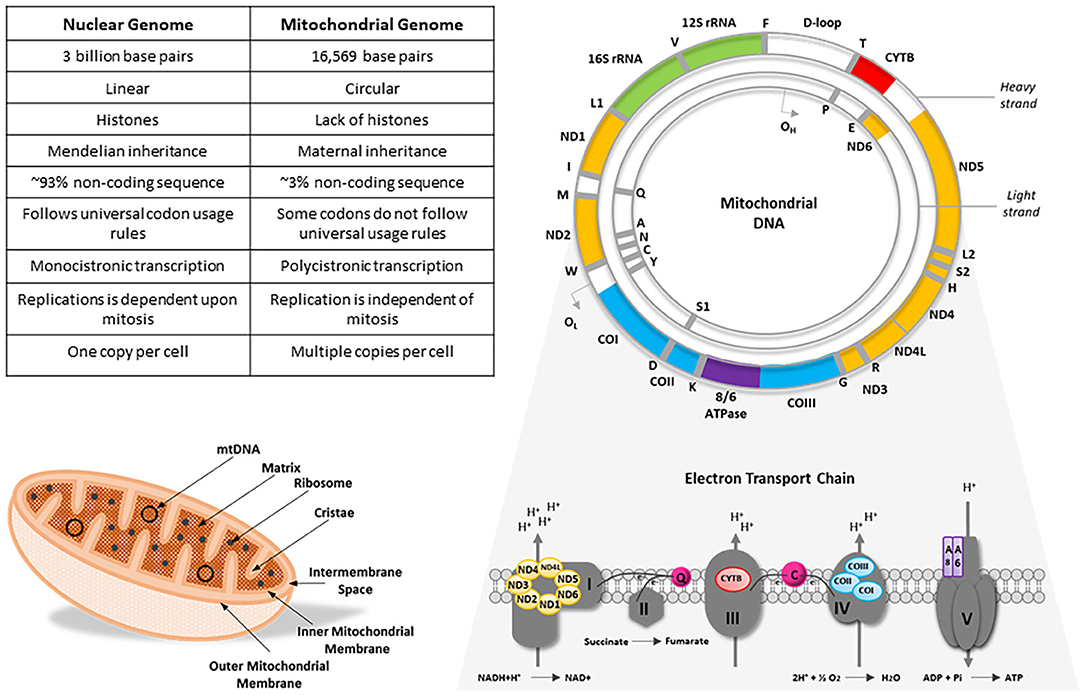 Nuclear Genome
Mitochondrial Genome
3 billion base pairs
16,569 base pairs
Linear
Circular
Histones
Lack of histones
Mendelian inheritance
Maternal inheritance
~93% non-coding sequence
~3% non-coding sequence
Follows universal codon usage
rules
Some codons do not follow
universal usage rules
Monocistronic transcription
Polycistronic transcription
Replications is dependent upon
mitosis
Replication is independent of
mitosis
One copy per cell
Multiple copies per cell
12S rRNA
F
D-loop
V
T
16S rRNA
CYTB
Heavy
strand
L1
P
OH
E
ND6
ND1
ND5
I
M
Q
Mitochondrial
DNA
Light
strand
A
N
C
Y
ND2
W
L2
S2
H
OL
S1
ND4
COI
ND4L
D
R
COII
G
ND3
K
8/6
ATPase
COIII
mtDNA
Matrix
Ribosome
Cristae
Intermembrane
Space
Inner Mitochondrial
Membrane
Outer Mitochondrial
Membrane
Electron Transport Chain
H⁺
H⁺ H⁺
H⁺
H⁺
H⁺
H⁺
H⁺
H⁺
ND4
ND4L
ND3
ND5
ND2
ND6
ND1
I
e⁻
e⁻
Q
II
CYTB
III
e⁻
C
e⁻
COIII
COII
COI
IV
A
8
A
6
V
Succinate
Fumarate
NADH+H⁺
NAD+
2H⁺ + ½ O₂
H₂O
ADP + Pi
ATP